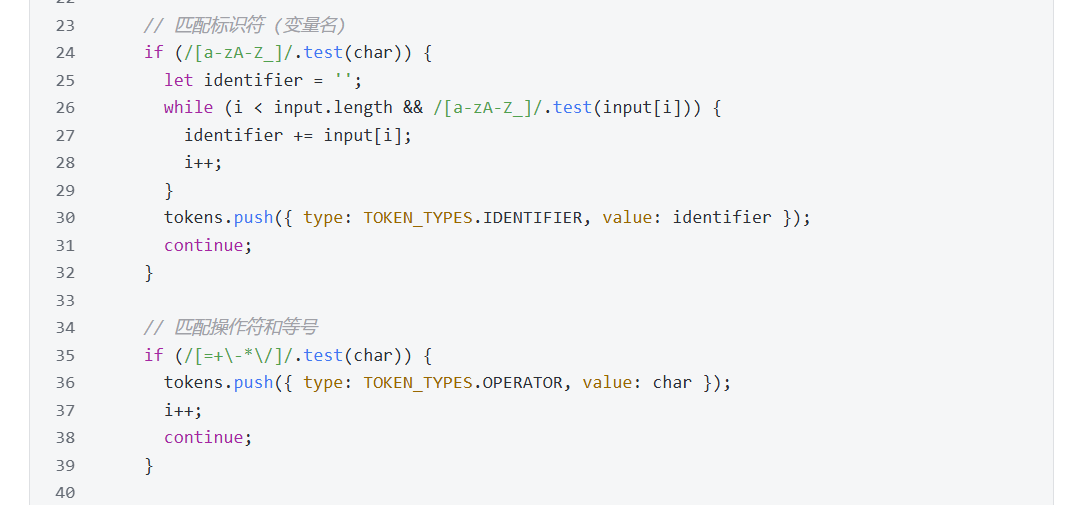 22
23 // 匹配标识符 (变量名)
24 if (/[a-zA-Z_]/.test(char)) {
25 let identifier = '';
26 while (i < input.length && /[a-zA-Z_]/.test(input[i])) {
27 identifier += input[i];
28 i++;
29 }
30 tokens.push({ type: TOKEN_TYPES.IDENTIFIER, value: identifier });
31 continue;
32 }
33
34 // 匹配操作符和等号
35 if (/[=+\-*\/]/.test(char)) {
36 tokens.push({ type: TOKEN_TYPES.OPERATOR, value: char });
37 i++;
38 continue;
39 }
40